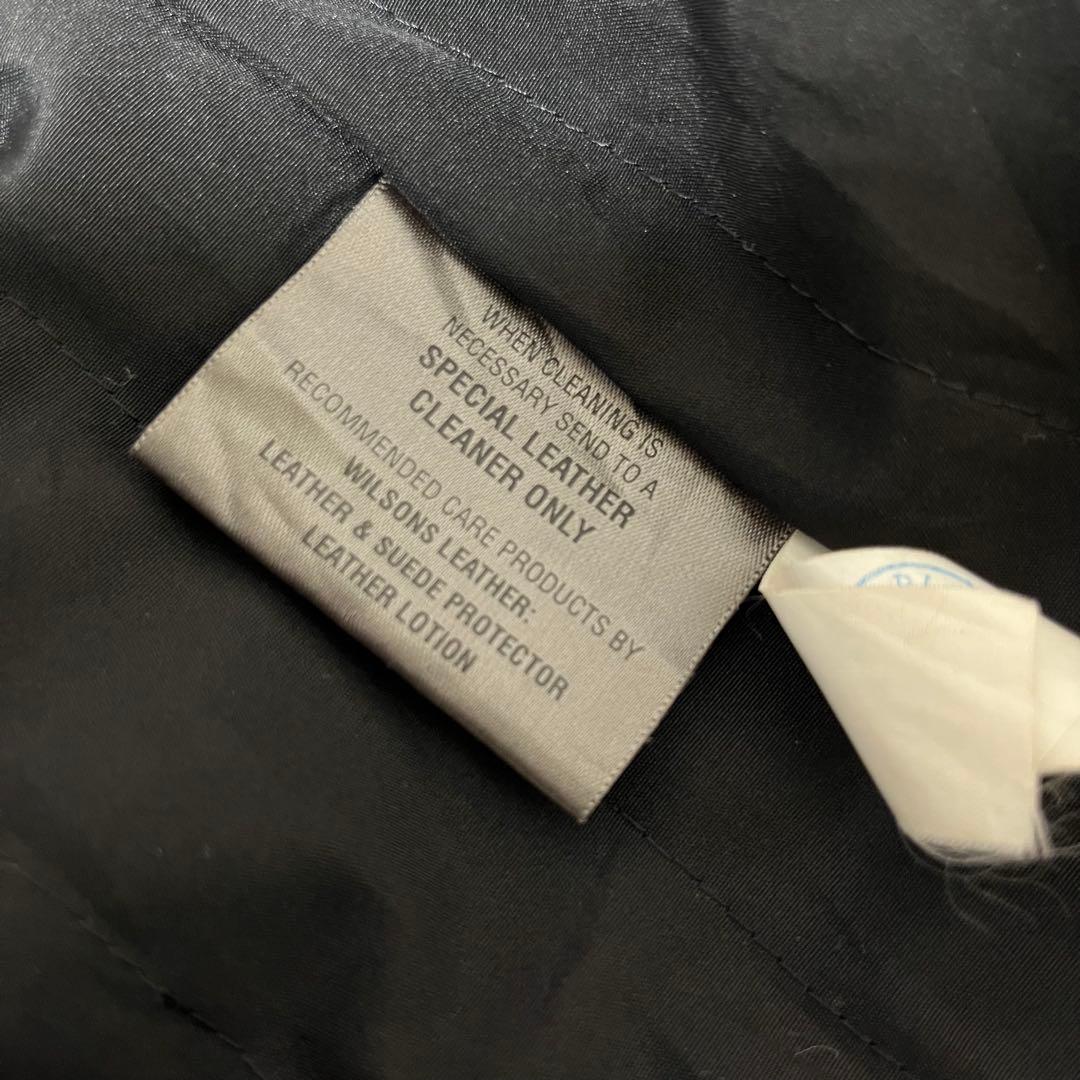 WHEN CLEANING IS
NECESSARY SEND TO A
SPECIAL LEATHER
CLEANER ONLY
RECOMMENDED CARE PRODUCTS BY
WILSONS LEATHER:
LEATHER & SUEDE PROTECTOR
LEATHER LOTION